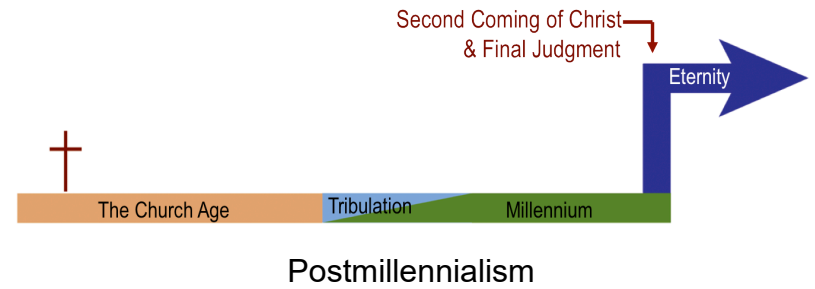 Second Coming of Christ
& Final Judgment
Eternity
The Church Age
Tribulation
Millennium
Postmillennialism